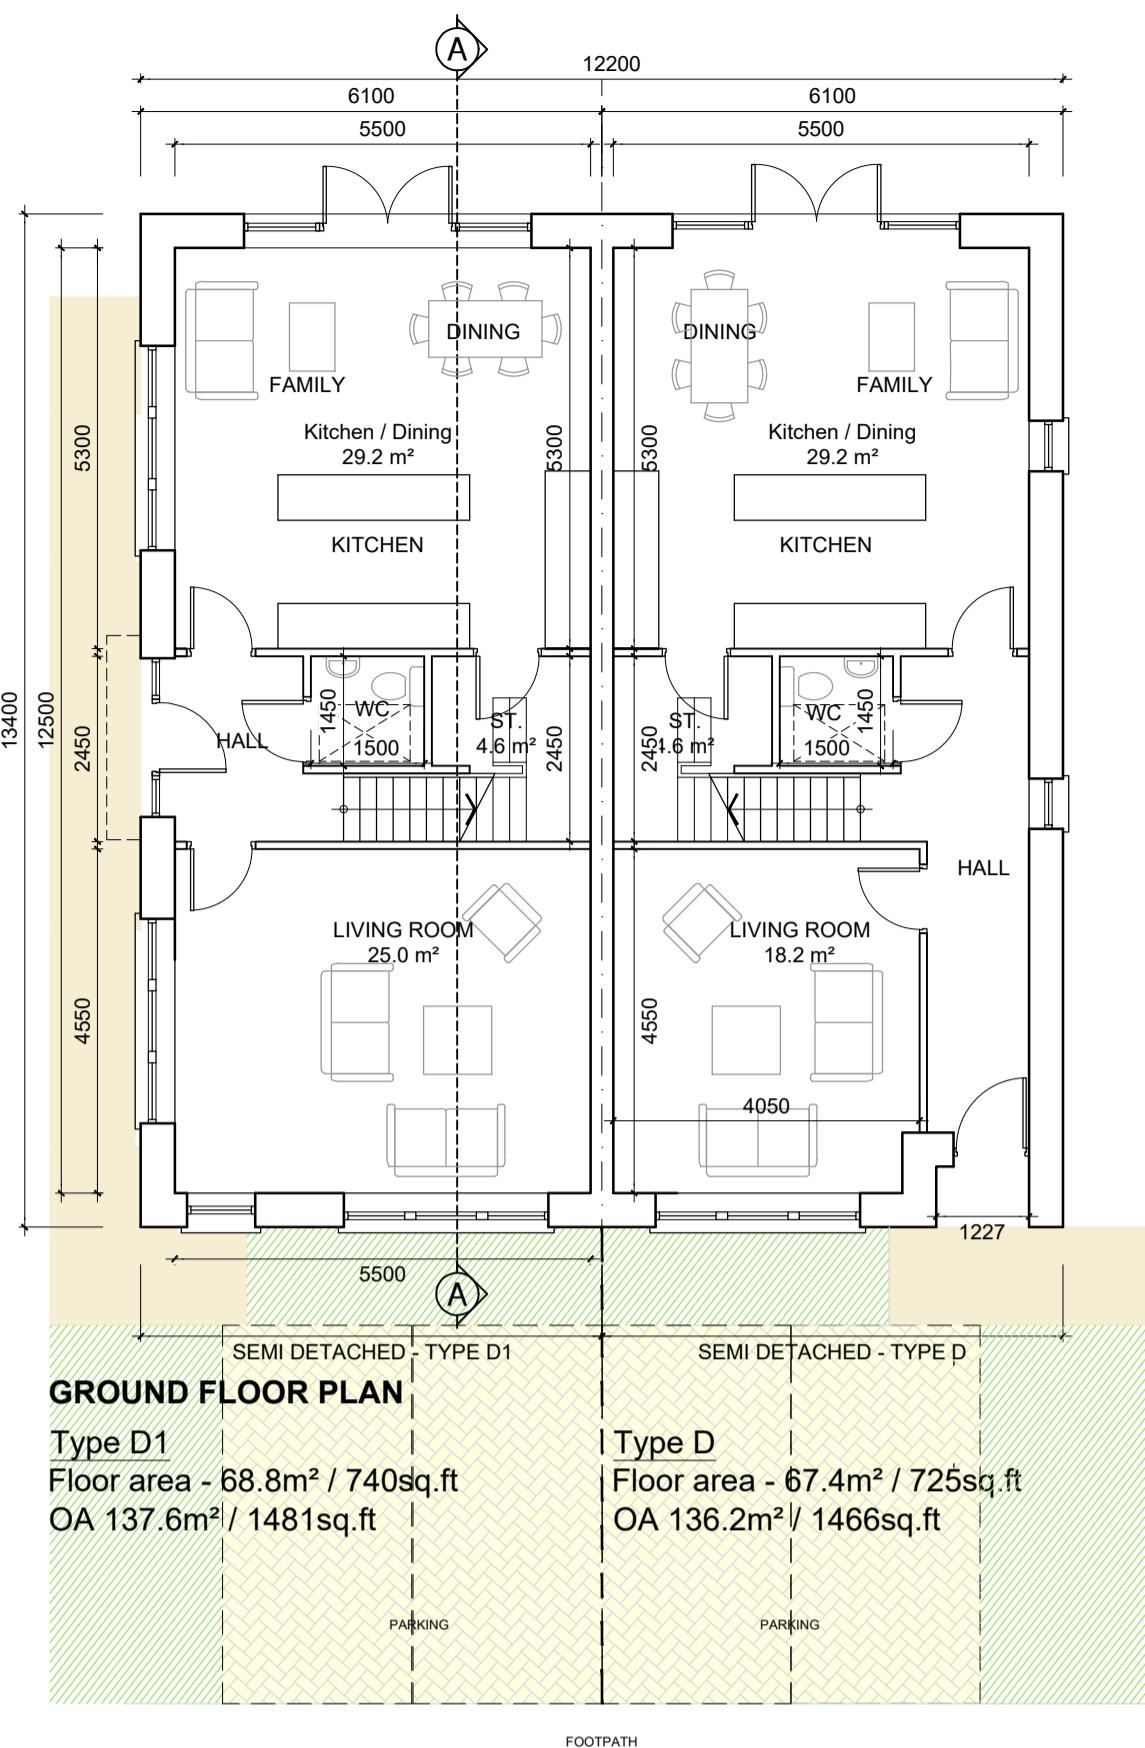 A
12200
6100
6100
5500
5500
DINING
DINING
FAMILY
FAMILY
Kitchen / Dining
29.2 m²
Kitchen / Dining
29.2 m²
5300
5300
5300
KITCHEN
KITCHEN
13400
12500
2450
1450
WC
1500
HALL
ST.
4.6 m²
2450
2450
ST.
4.6 m²
WC
1450
1500
HALL
LIVING ROOM
25.0 m²
LIVING ROOM
18.2 m²
4550
4550
4050
1227
5500
A
SEMI DETACHED - TYPE D1
SEMI DETACHED - TYPE D
GROUND FLOOR PLAN
Type D1
Floor area - 68.8m² / 740sq.ft
OA 137.6m² / 1481sq.ft
Type D
Floor area - 67.4m² / 725sq.ft
OA 136.2m² / 1466sq.ft
PARKING
PARKING
FOOTPATH